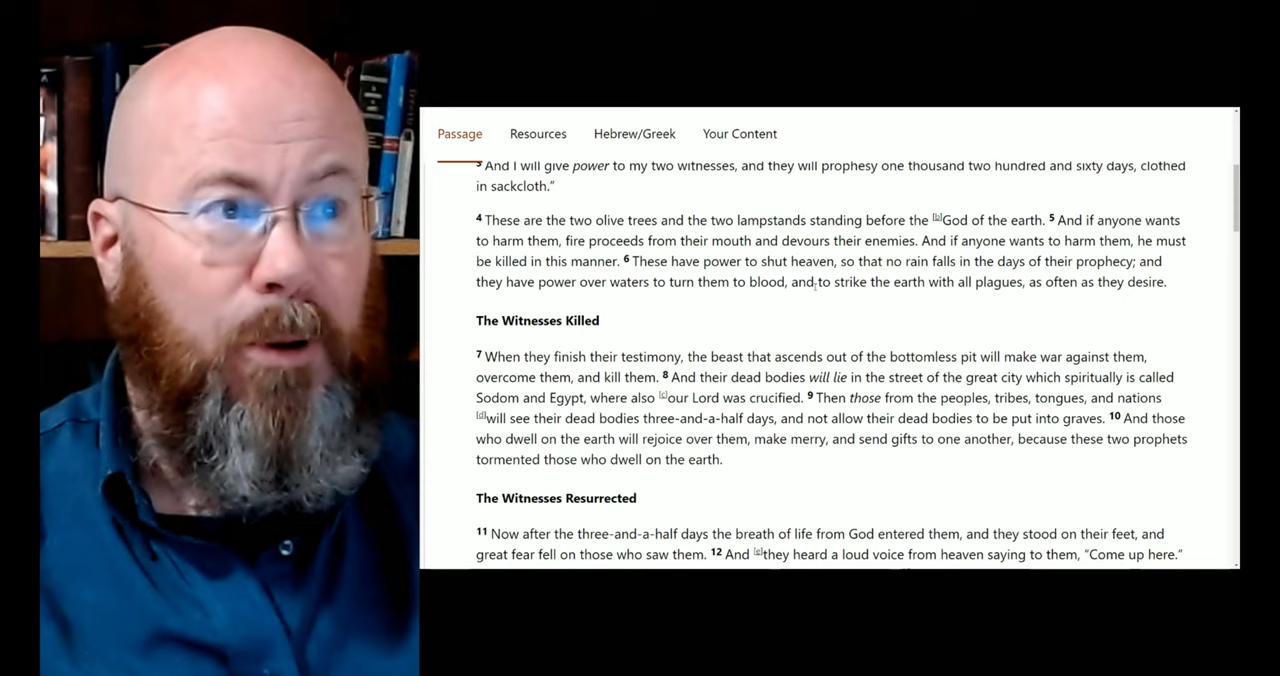 Passage Resources Hebrew/Greek Your Content
3 And I will give power to my two witnesses, and they will prophesy one thousand two hundred and sixty days, clothed
in sackcloth.”
4 These are the two olive trees and the two lampstands standing before the [b]God of the earth. 5 And if anyone wants
to harm them, fire proceeds from their mouth and devours their enemies. And if anyone wants to harm them, he must
be killed in this manner. 6 These have power to shut heaven, so that no rain falls in the days of their prophecy; and
they have power over waters to turn them to blood, and to strike the earth with all plagues, as often as they desire.
The Witnesses Killed
7 When they finish their testimony, the beast that ascends out of the bottomless pit will make war against them,
overcome them, and kill them. 8 And their dead bodies will lie in the street of the great city which spiritually is called
Sodom and Egypt, where also [c]our Lord was crucified. 9 Then those from the peoples, tribes, tongues, and nations
[d]will see their dead bodies three-and-a-half days, and not allow their dead bodies to be put into graves. 10 And those
who dwell on the earth will rejoice over them, make merry, and send gifts to one another, because these two prophets
tormented those who dwell on the earth.
The Witnesses Resurrected
11 Now after the three-and-a-half days the breath of life from God entered them, and they stood on their feet, and
great fear fell on those who saw them. 12 And [e]they heard a loud voice from heaven saying to them, “Come up here.”